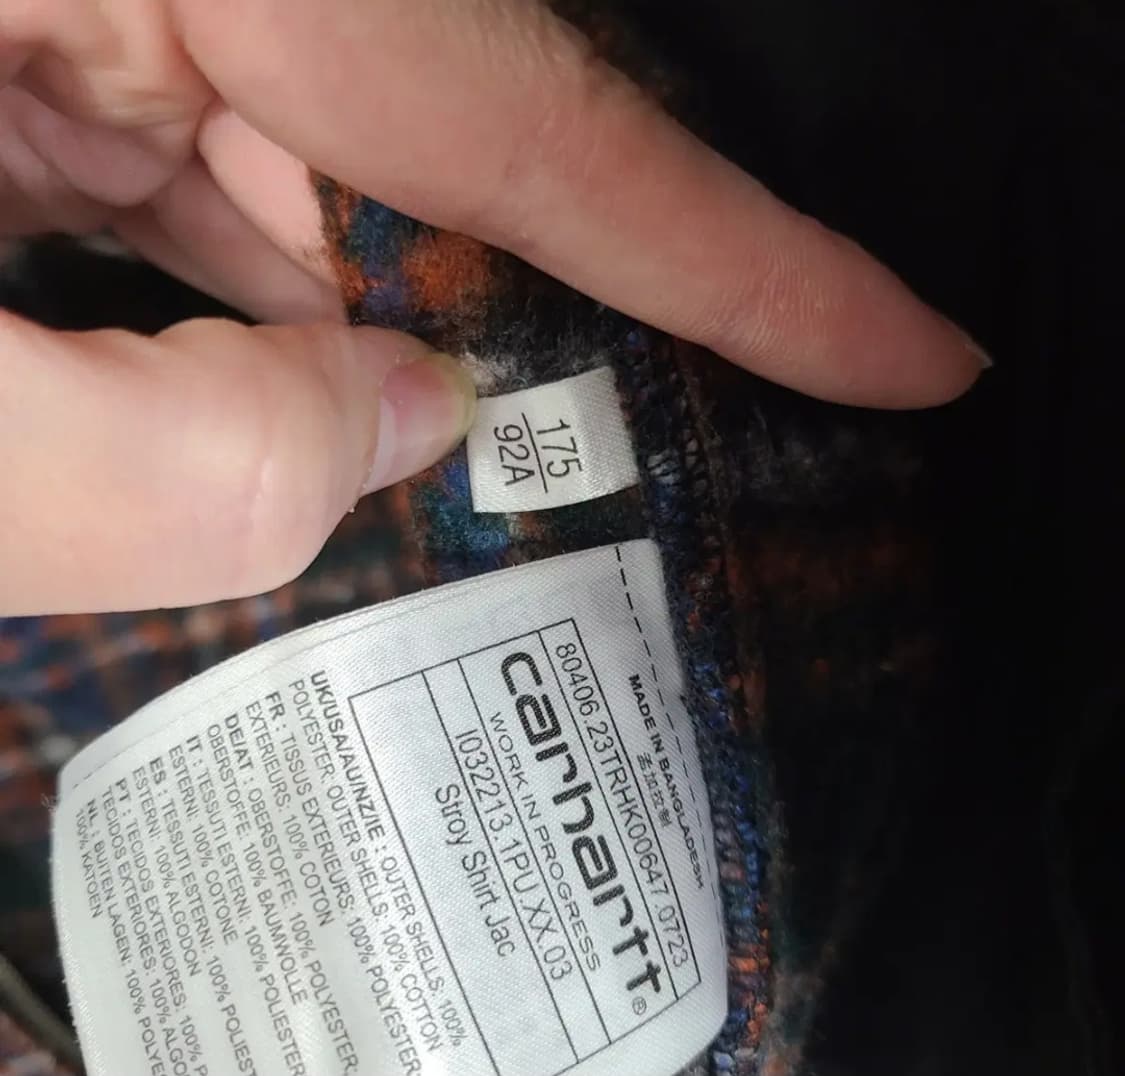 175
92A
MADE IN BANGLADESH
孟加拉制
80406.23TRHK00647 0723
carhartt®
WORK IN PROGRESS
I032213.1PU.XX.03
Stroy Shirt Jac
UK/USA/AU/NZ/IE : OUTER SHELLS: 100%
POLYESTER; OUTER SHELLS: 100% COTTON
FR : TISSUS EXTERIEURS: 100% POLYESTER;
EXTERIEURS: 100% COTON
DE/AT : OBERSTOFFE: 100% POLYESTER;
OBERSTOFFE: 100% BAUMWOLLE
IT : TESSUTI ESTERNI: 100% POLIESTER
ESTERNI: 100% COTONE
ES : TESSUTI ESTERNI: 100% POLIEST
ESTERNI: 100% ALGODON
PT : TECIDOS EXTERIORES: 100% P
TECIDOS EXTERIORES: 100% ALGO
NL : BUITEN LAGEN: 100% POLYE
100% KATOEN